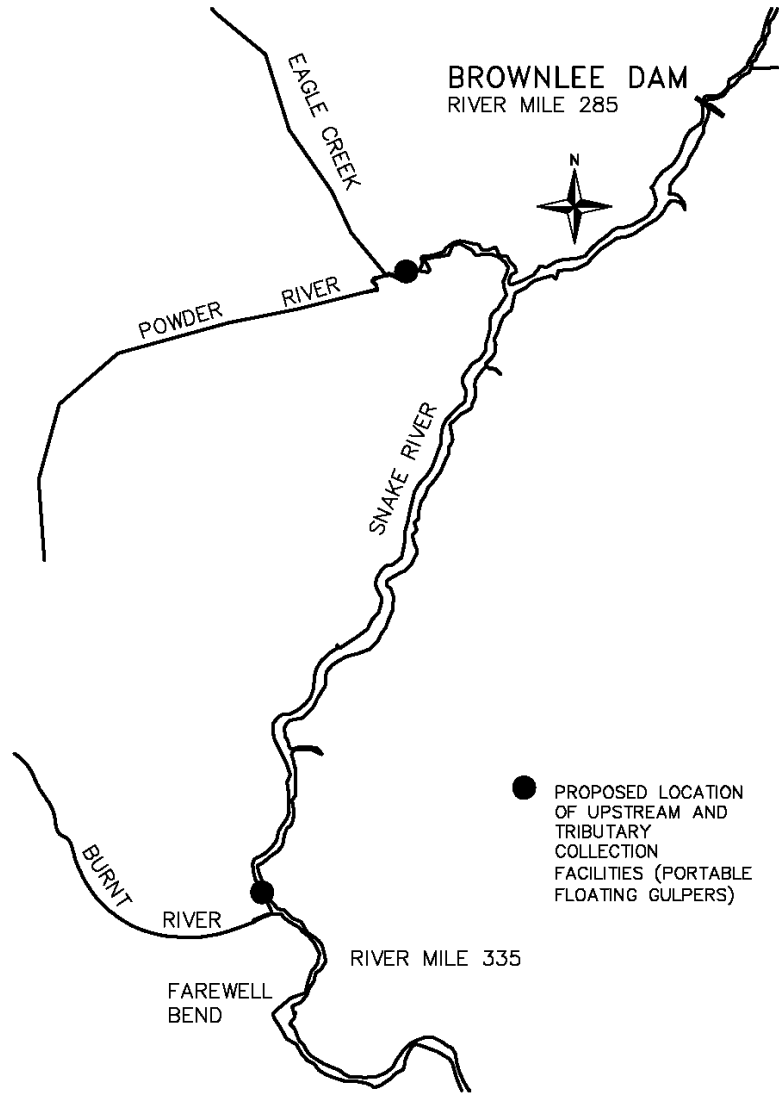 BROWNLEE DAM
RIVER MILE 285
EAGLE CREEK
N
POWDER RIVER
SNAKE RIVER
PROPOSED LOCATION
OF UPSTREAM AND
TRIBUTARY
COLLECTION
FACILITIES (PORTABLE
FLOATING GULPERS)
BURNT RIVER
RIVER MILE 335
FAREWELL
BEND